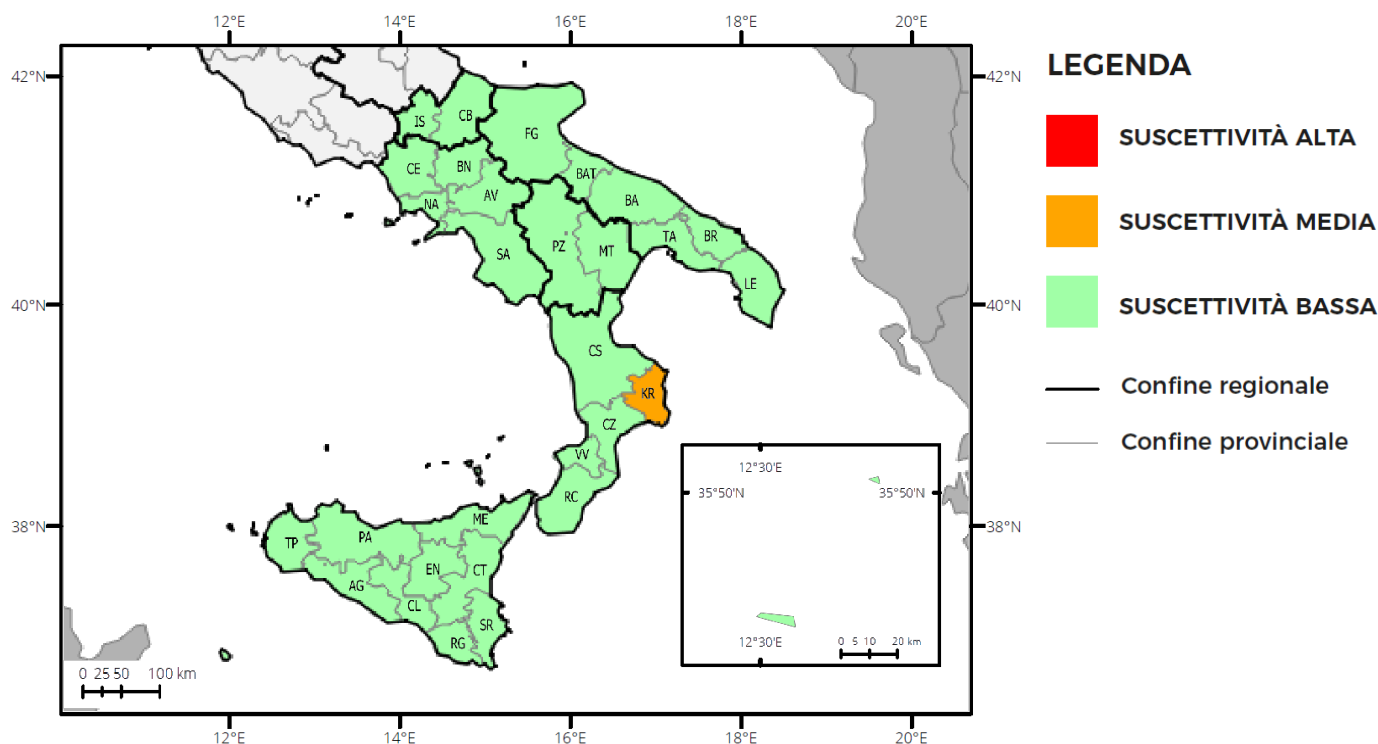 12°E 14°E 16°E 18°E 20°E
42°N 42°N
40°N 40°N
38°N 38°N
IS CB FG
CE BN BAT
NA AV BA
SA PZ MT TA BR
LE
CS
KR
CZ
VV
RC
ME
TP PA
AG EN CT
CL
SR
RG
0 25 50 100 km
12°30'E
35°50'N 35°50'N
12°30'E
0 5 10 20 km
12°E 14°E 16°E 18°E 20°E
LEGENDA
SUSCETTIVITÀ ALTA
SUSCETTIVITÀ MEDIA
SUSCETTIVITÀ BASSA
Confine regionale
Confine provinciale